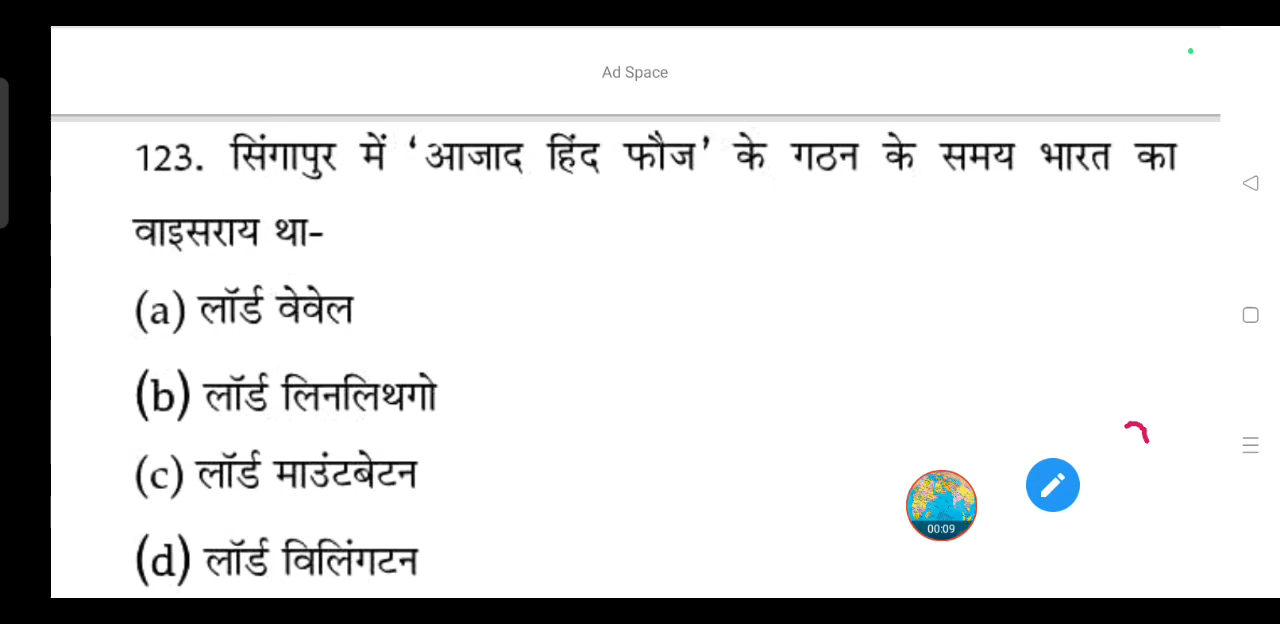 Ad Space
123. सिंगापुर में ‘आजाद हिंद फौज’ के गठन के समय भारत का
वाइसराय था-
(a) लॉर्ड वेवेल
(b) लॉर्ड लिनलिथगो
(c) लॉर्ड माउंटबेटन
(d) लॉर्ड विलिंगटन
00:09